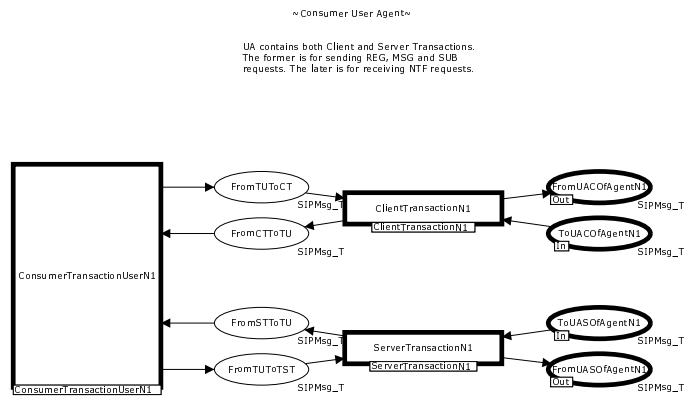 ~Consumer User Agent~
UA contains both Client and Server Transactions.
The former is for sending REG, MSG and SUB
requests. The later is for receiving NTF requests.
FromTUToCT
SIPMsg_T
ClientTransactionN1
ClientTransactionN1
FromUACOfAgentN1
Out
SIPMsg_T
FromCTToTU
SIPMsg_T
ToUACOfAgentN1
In
SIPMsg_T
ConsumerTransactionUserN1
FromSTToTU
SIPMsg_T
ServerTransactionN1
ServerTransactionN1
ToUASOfAgentN1
In
SIPMsg_T
FromTUToTST
SIPMsg_T
FromUASOfAgentN1
Out
SIPMsg_T
ConsumerTransactionUserN1